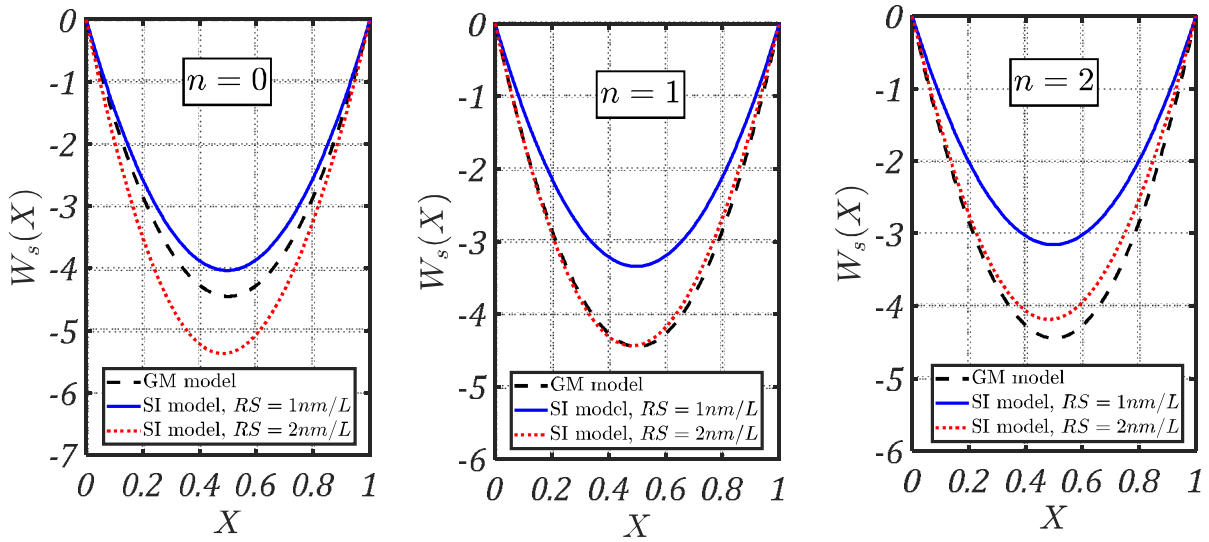 0
-1
-2
-3
-4
-5
-6
-7
0 0.2 0.4 0.6 0.8 1
W_s(X)
X
n = 0
GM model
SI model, RS = 1nm/L
SI model, RS = 2nm/L
0
-1
-2
-3
-4
-5
-6
0 0.2 0.4 0.6 0.8 1
W_s(X)
X
n = 1
GM model
SI model, RS = 1nm/L
SI model, RS = 2nm/L
0
-1
-2
-3
-4
-5
-6
0 0.2 0.4 0.6 0.8 1
W_s(X)
X
n = 2
GM model
SI model, RS = 1nm/L
SI model, RS = 2nm/L